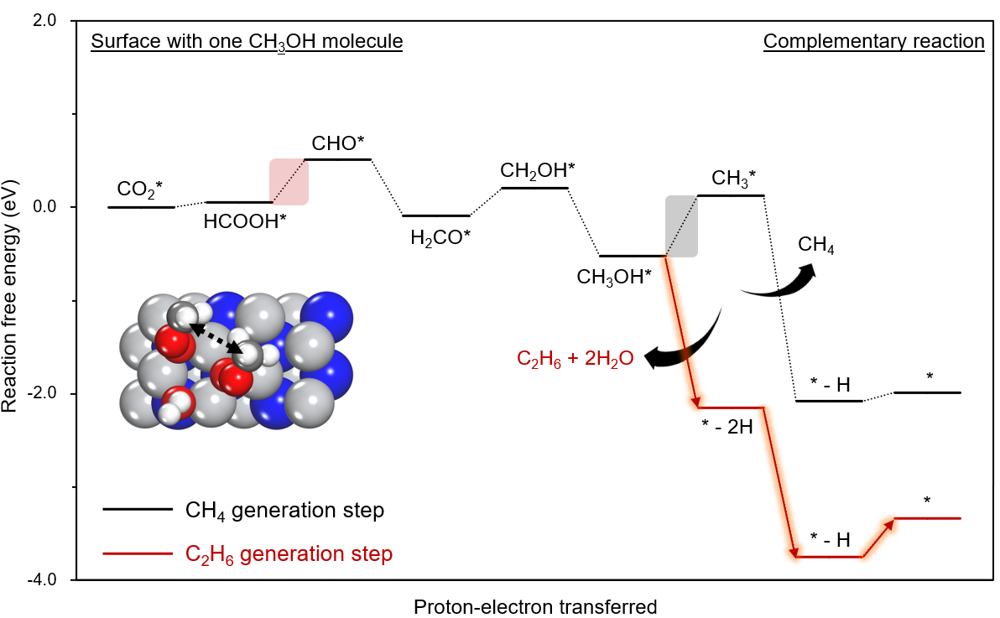 2.0
Surface with one CH₃OH molecule
Complementary reaction
CHO*
CO₂*
CH₂OH*
CH₃*
0.0
HCOOH*
H₂CO*
CH₄
CH₃OH*
C₂H₆ + 2H₂O
* - H
*
-2.0
* - 2H
*
CH₄ generation step
* - H
C₂H₆ generation step
-4.0
Reaction free energy (eV)
Proton-electron transferred